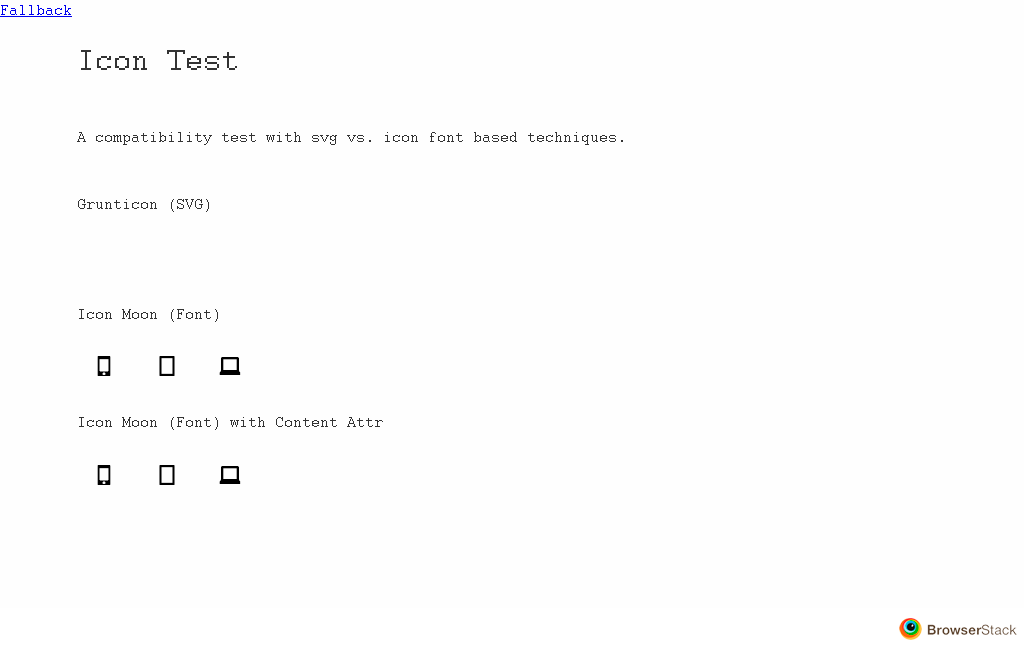 Fallback
Icon Test
A compatibility test with svg vs. icon font based techniques.
Grunticon (SVG)
Icon Moon (Font)
Icon Moon (Font) with Content Attr
BrowserStack